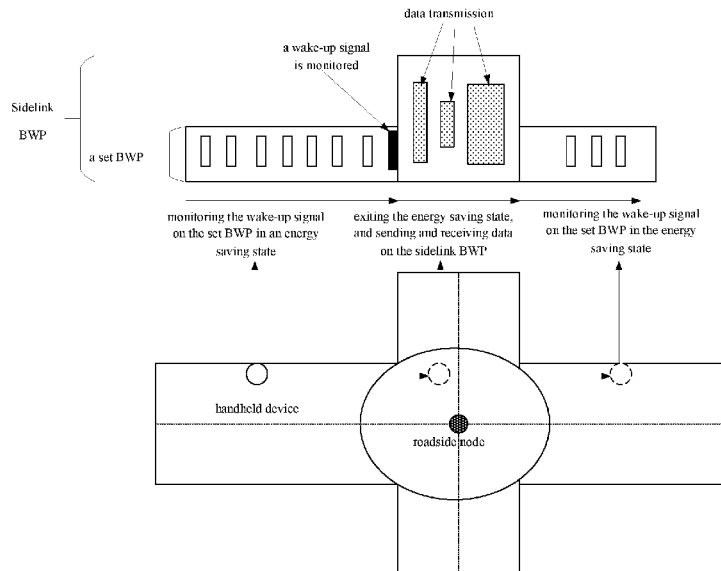 data transmission
a wake-up signal
is monitored
Sidelink
BWP
a set BWP
monitoring the wake-up signal
on the set BWP in an energy
saving state
exiting the energy saving state,
and sending and receiving data
on the sidelink BWP
monitoring the wake-up signal
on the set BWP in the energy
saving state
handheld device
roadside node